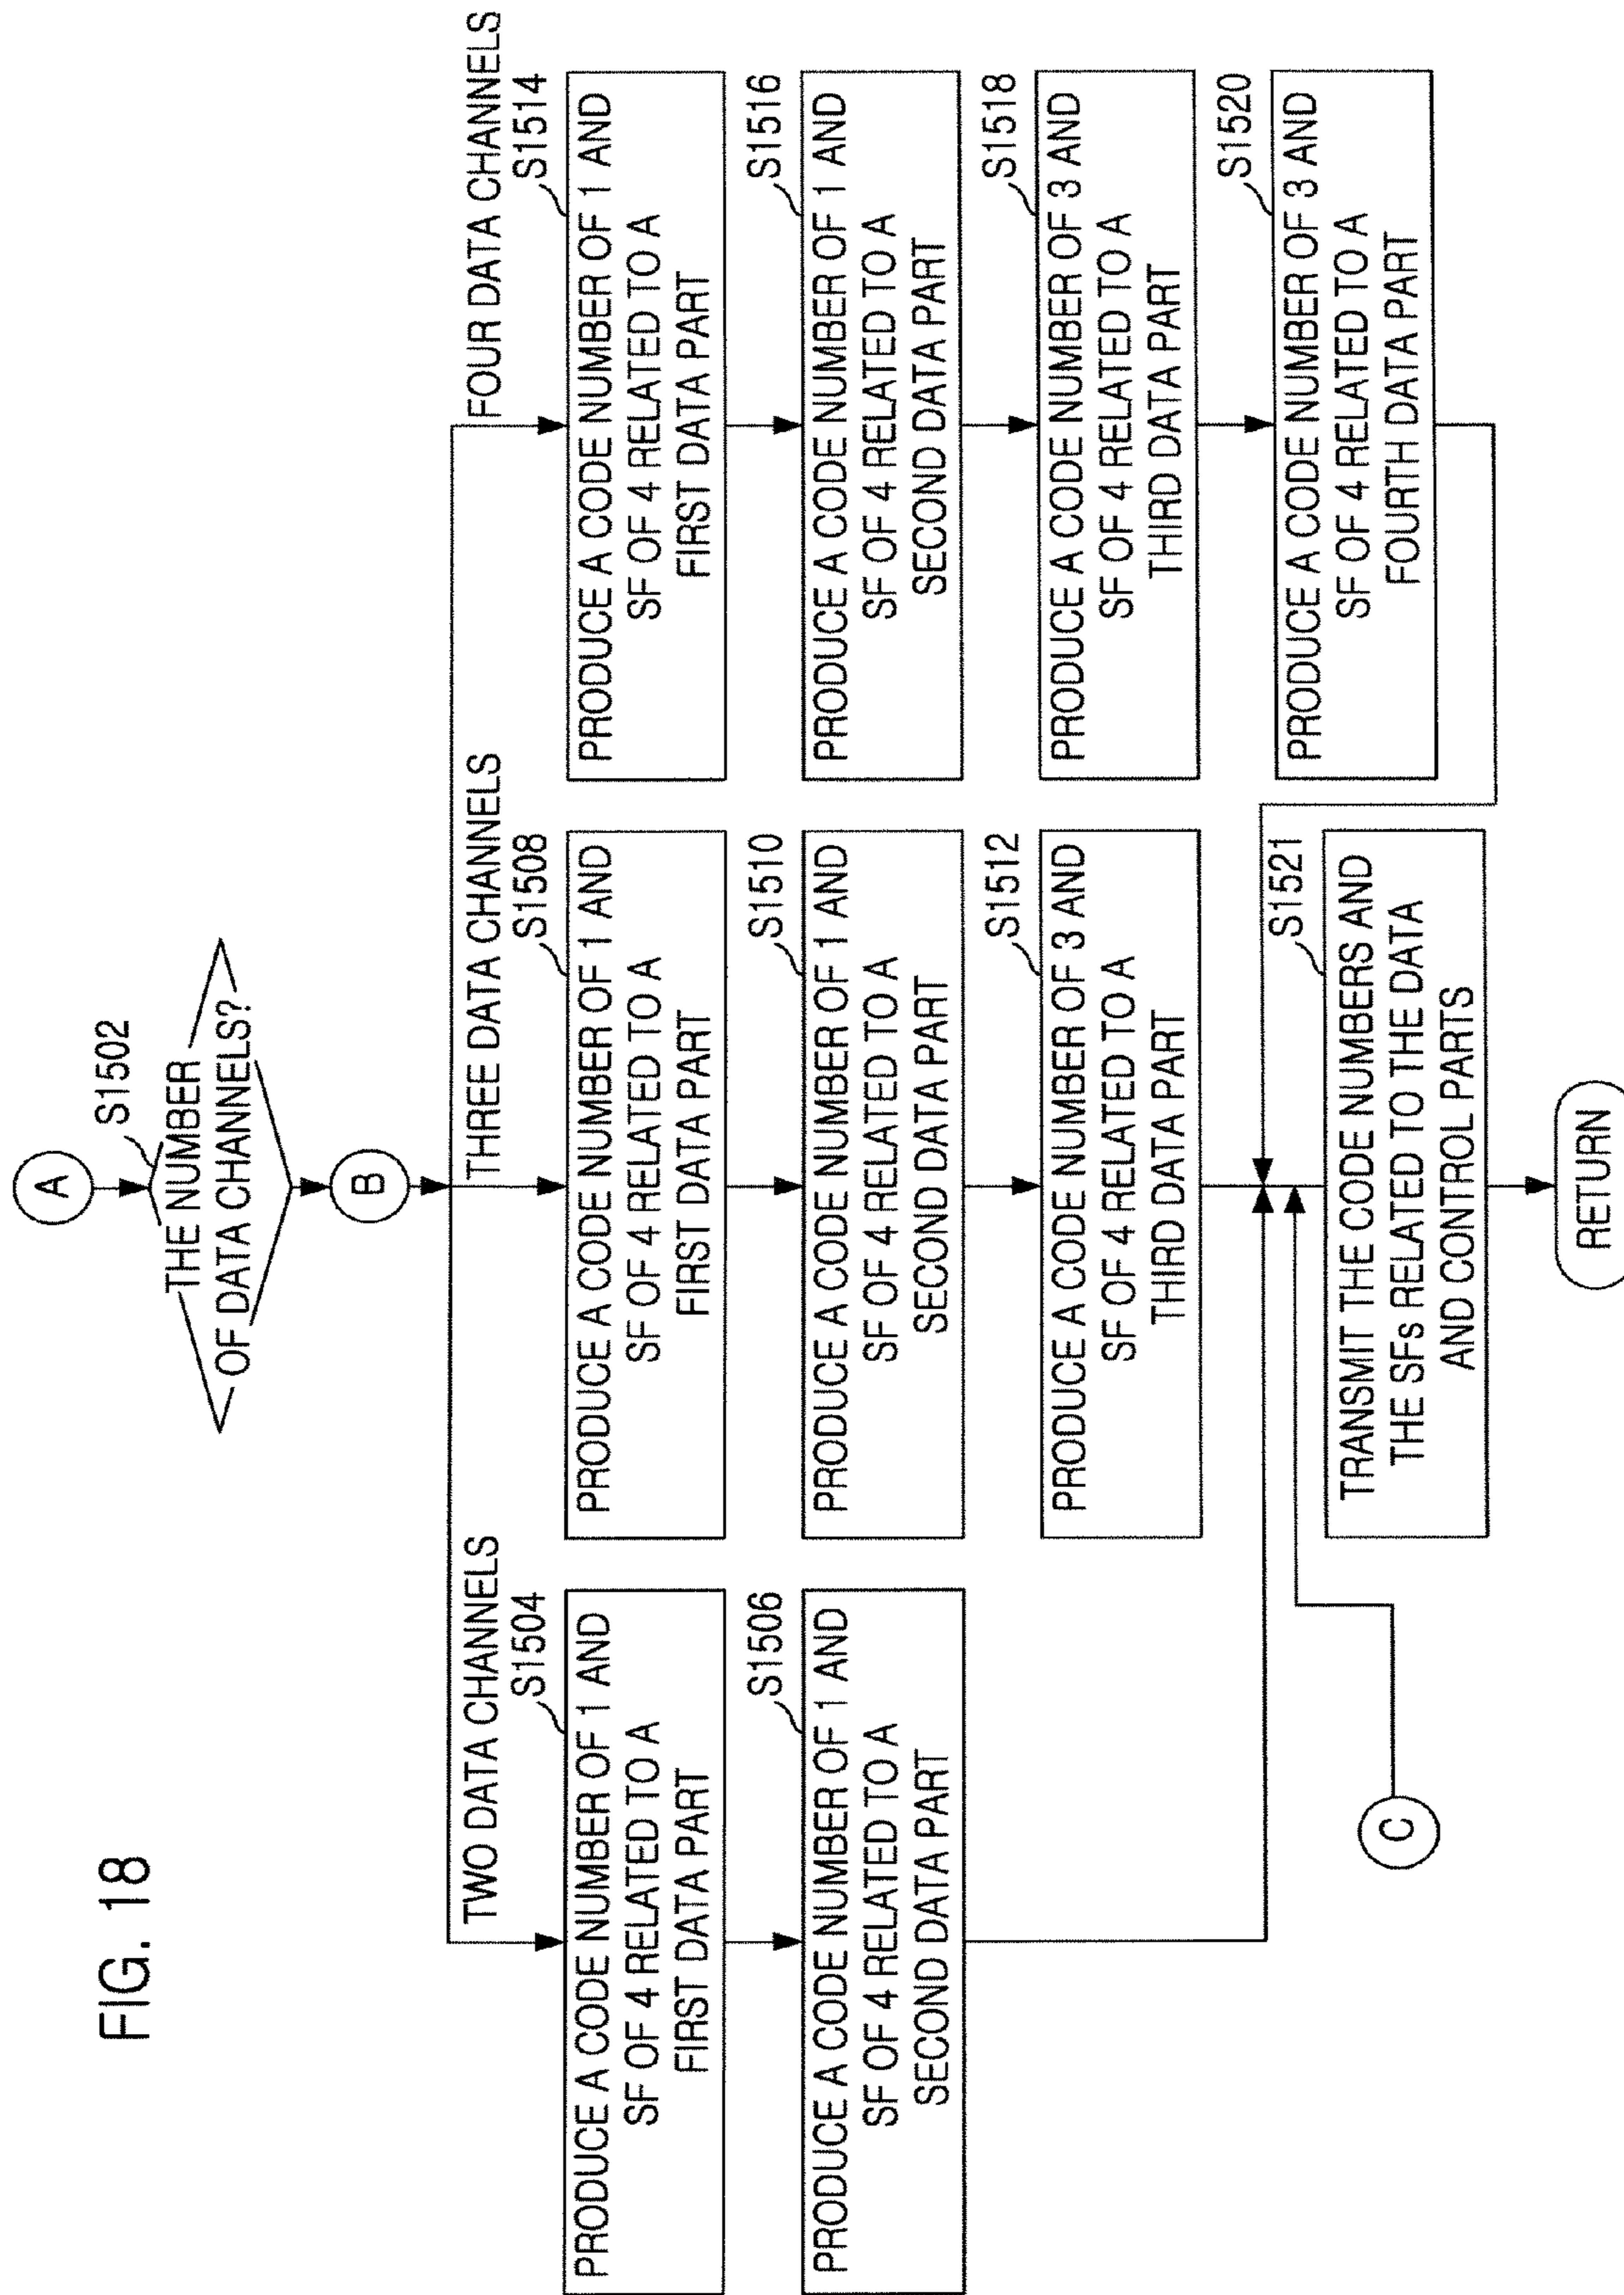 FIG. 18
A
S1502
THE NUMBER
OF DATA CHANNELS?
B
TWO DATA CHANNELS
S1504
PRODUCE A CODE NUMBER OF 1 AND
SF OF 4 RELATED TO A
FIRST DATA PART
S1506
PRODUCE A CODE NUMBER OF 1 AND
SF OF 4 RELATED TO A
SECOND DATA PART
THREE DATA CHANNELS
S1508
PRODUCE A CODE NUMBER OF 1 AND
SF OF 4 RELATED TO A
FIRST DATA PART
S1510
PRODUCE A CODE NUMBER OF 1 AND
SF OF 4 RELATED TO A
SECOND DATA PART
S1512
PRODUCE A CODE NUMBER OF 3 AND
SF OF 4 RELATED TO A
THIRD DATA PART
FOUR DATA CHANNELS
S1514
PRODUCE A CODE NUMBER OF 1 AND
SF OF 4 RELATED TO A
FIRST DATA PART
S1516
PRODUCE A CODE NUMBER OF 1 AND
SF OF 4 RELATED TO A
SECOND DATA PART
S1518
PRODUCE A CODE NUMBER OF 3 AND
SF OF 4 RELATED TO A
THIRD DATA PART
S1520
PRODUCE A CODE NUMBER OF 3 AND
SF OF 4 RELATED TO A
FOURTH DATA PART
C
S1521
TRANSMIT THE CODE NUMBERS AND
THE SFs RELATED TO THE DATA
AND CONTROL PARTS
RETURN